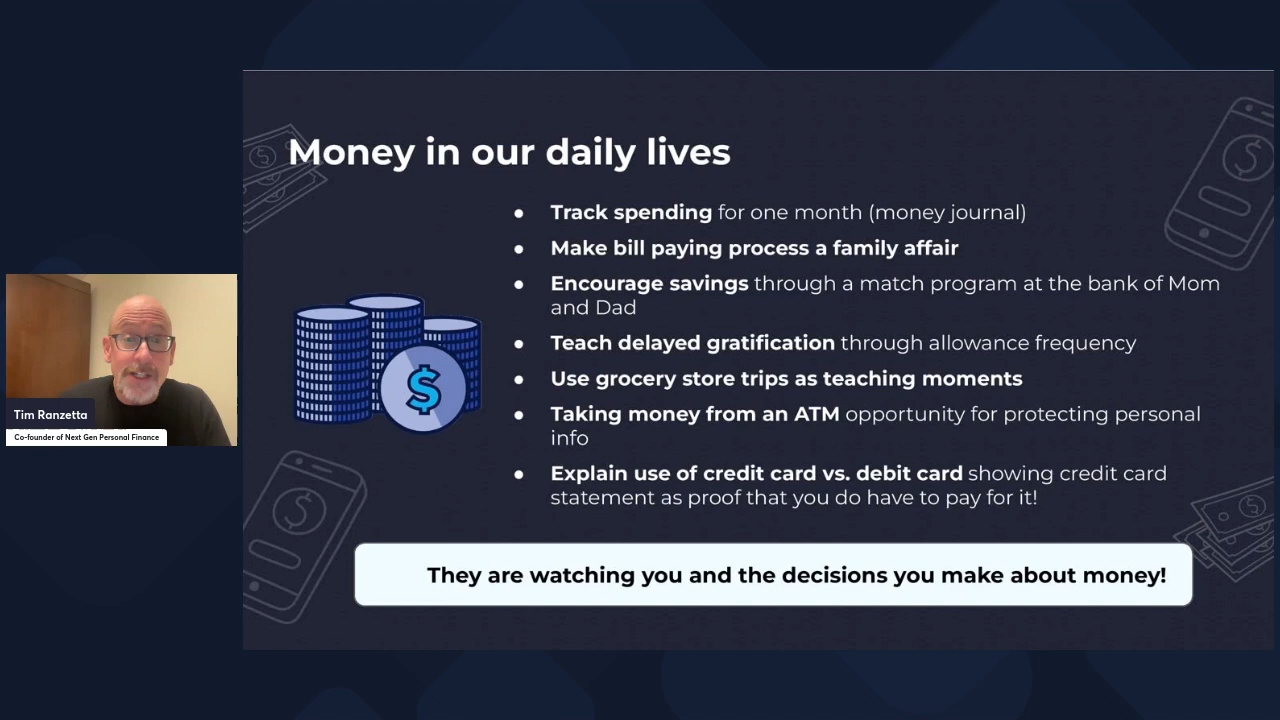 Money in our daily lives
● Track spending for one month (money journal)
● Make bill paying process a family affair
● Encourage savings through a match program at the bank of Mom
and Dad
● Teach delayed gratification through allowance frequency
● Use grocery store trips as teaching moments
● Taking money from an ATM opportunity for protecting personal
info
● Explain use of credit card vs. debit card showing credit card
statement as proof that you do have to pay for it!
They are watching you and the decisions you make about money!
Tim Ranzetta
Co-founder of Next Gen Personal Finance